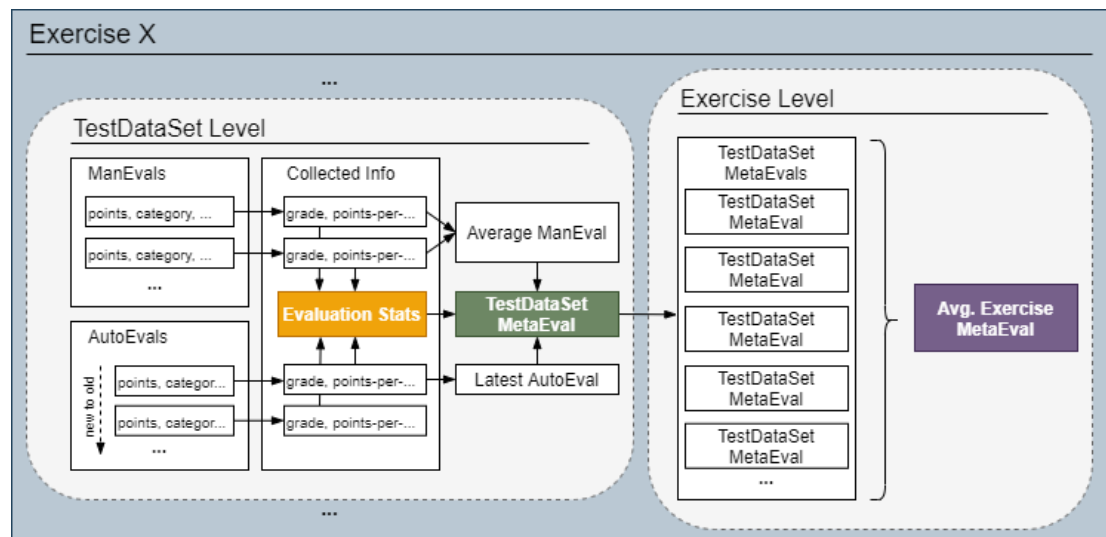 Exercise X
...
TestDataSet Level
ManEvals
points, category, ...
points, category, ...
...
AutoEvals
new to old
points, categor...
points, categor...
...
Collected Info
grade, points-per-...
grade, points-per-...
Evaluation Stats
grade, points-per-...
grade, points-per-...
Average ManEval
TestDataSet
MetaEval
Latest AutoEval
...
Exercise Level
TestDataSet
MetaEvals
TestDataSet
MetaEval
TestDataSet
MetaEval
TestDataSet
MetaEval
TestDataSet
MetaEval
TestDataSet
MetaEval
...
Avg. Exercise
MetaEval